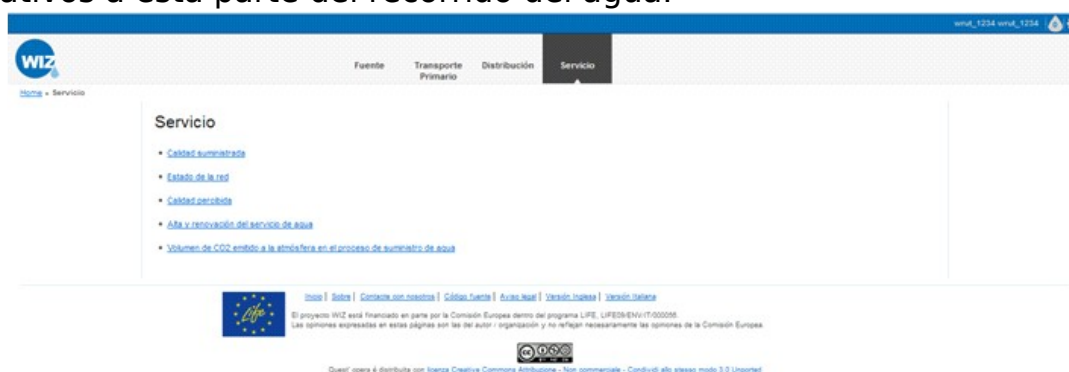 ativos a esta parte del recorrido del agua.
wrut_1234 wrut_1234
WIZ
Fuente Transporte Primario Distribución Servicio
Home » Servicio
Servicio
Calidad suministrada
Estado de la red
Calidad percibida
Alta y renovación del servicio de agua
Volumen de CO2 emitido a la atmósfera en el proceso de suministro de agua
Inicio | Sobre | Contacte con nosotros | Código fuente | Aviso legal | Versión Inglesa | Versión Italiana
Life
El proyecto WIZ está financiado en parte por la Comisión Europea dentro del programa LIFE, LIFE09/ENV/IT/000056.
Las opiniones expresadas en estas páginas son las del autor / organización y no reflejan necesariamente las opiniones de la Comisión Europea.
cc
BY NC SA
Quest' opera è distribuita con licenza Creative Commons Attribuzione - Non commerciale - Condividi allo stesso modo 3.0 Unported